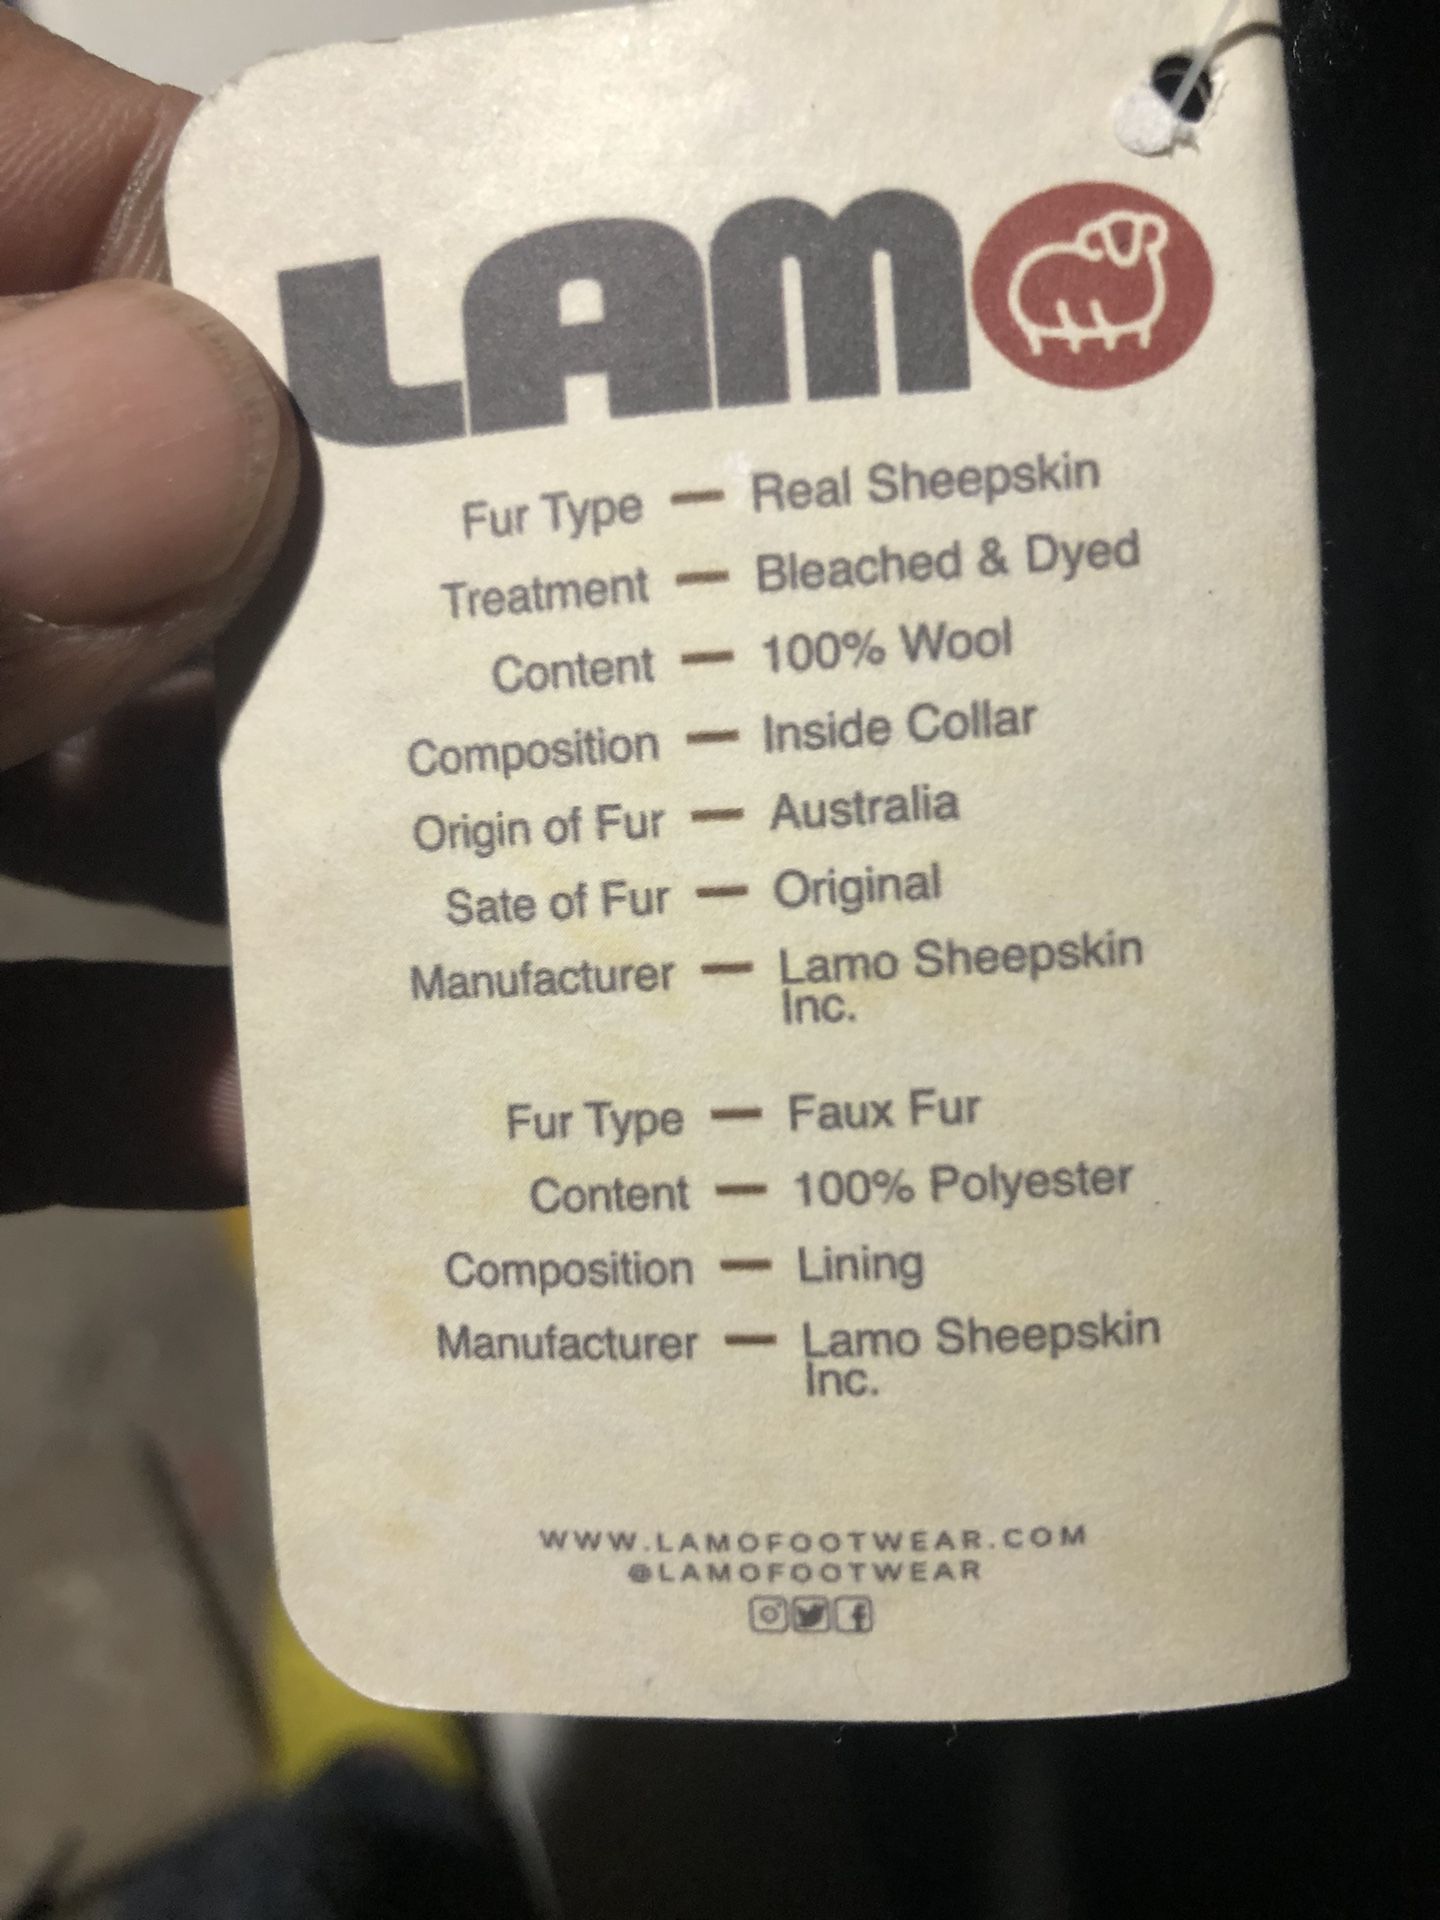 LAMO
Fur Type — Real Sheepskin
Treatment — Bleached & Dyed
Content — 100% Wool
Composition — Inside Collar
Origin of Fur — Australia
Sate of Fur — Original
Manufacturer — Lamo Sheepskin
Inc.
Fur Type — Faux Fur
Content — 100% Polyester
Composition — Lining
Manufacturer — Lamo Sheepskin
Inc.
WWW.LAMOFOOTWEAR.COM
@LAMOFOOTWEAR